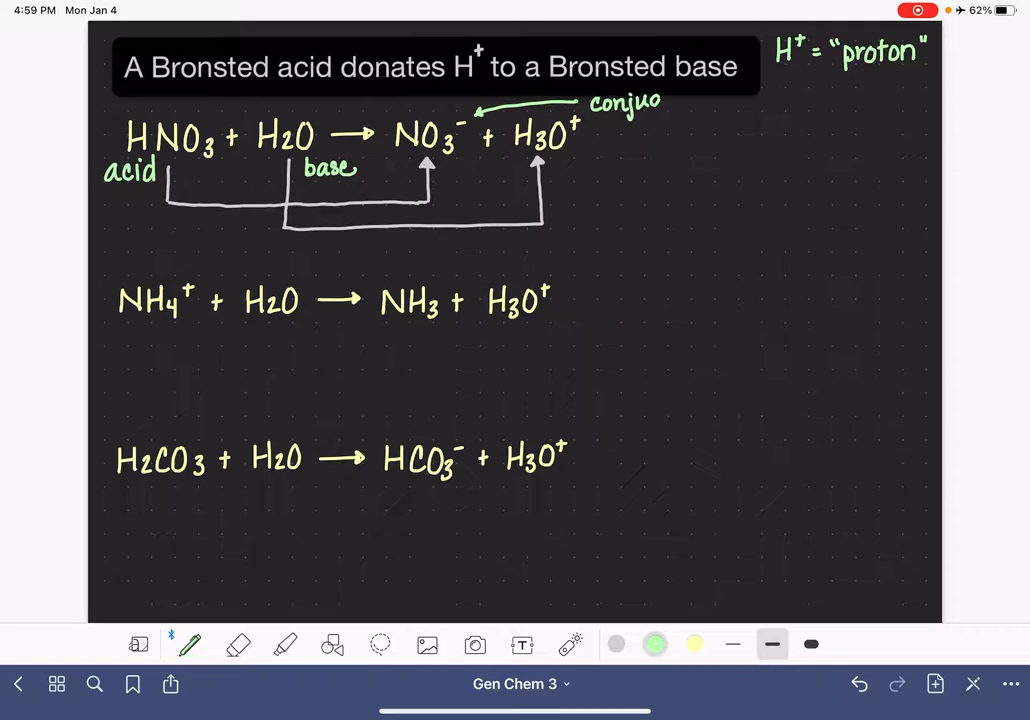 4:59 PM Mon Jan 4
62%
A Bronsted acid donates H⁺ to a Bronsted base
H⁺ = "proton"
conjuo
HNO₃ + H₂O → NO₃⁻ + H₃O⁺
acid base
NH₄⁺ + H₂O → NH₃ + H₃O⁺
H₂CO₃ + H₂O → HCO₃⁻ + H₃O⁺
T
Gen Chem 3